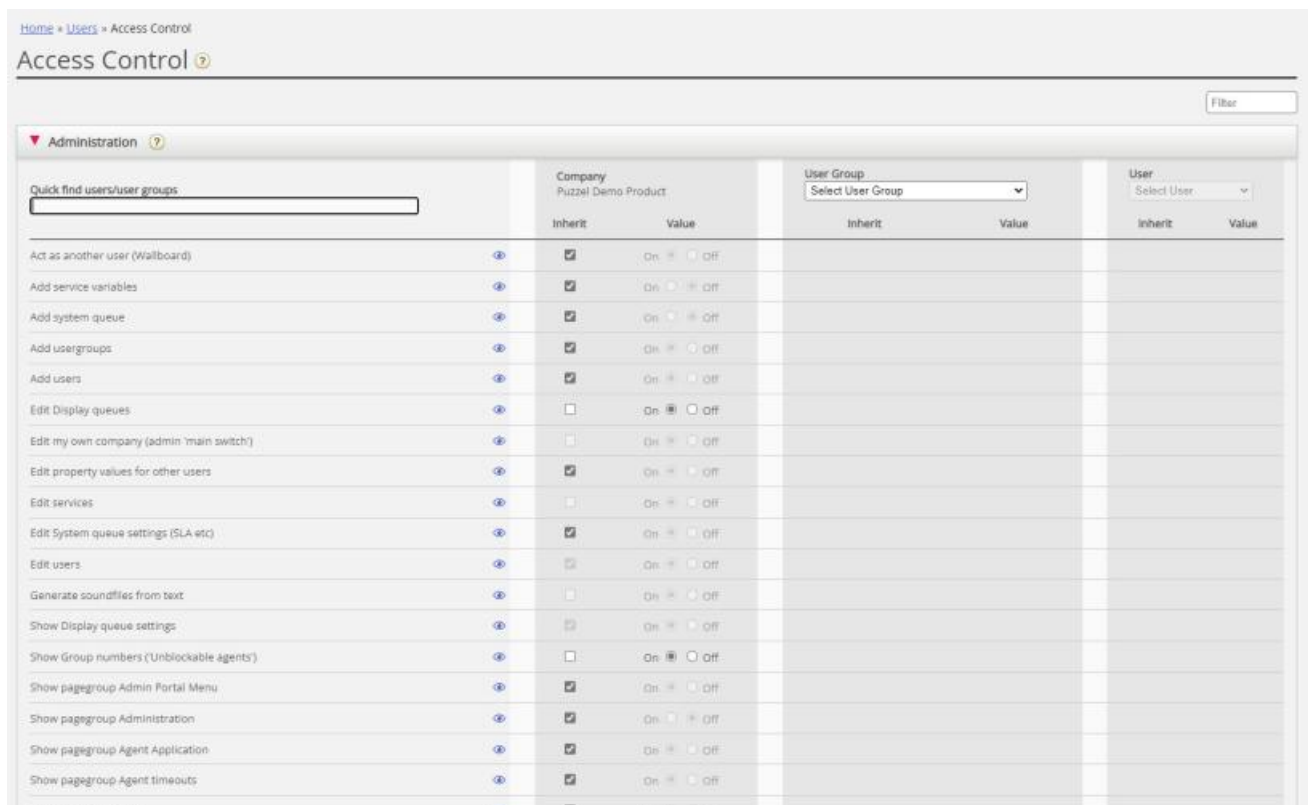 Home » Users » Access Control
Access Control ?
Filter
Administration ?
Quick find users/user groups
Company
Puzzel Demo Product
User Group
Select User Group
User
Select User
Inherit Value Inherit Value Inherit Value
Act as another user (Wallboard) On Off
Add service variables On Off
Add system queue On Off
Add usergroups On Off
Add users On Off
Edit Display queues On Off
Edit my own company (admin 'main switch') On Off
Edit property values for other users On Off
Edit services On Off
Edit System queue settings (SLA etc) On Off
Edit users On Off
Generate soundfiles from text On Off
Show Display queue settings On Off
Show Group numbers ('Unblockable agents') On Off
Show pagegroup Admin Portal Menu On Off
Show pagegroup Administration On Off
Show pagegroup Agent Application On Off
Show pagegroup Agent timeouts On Off